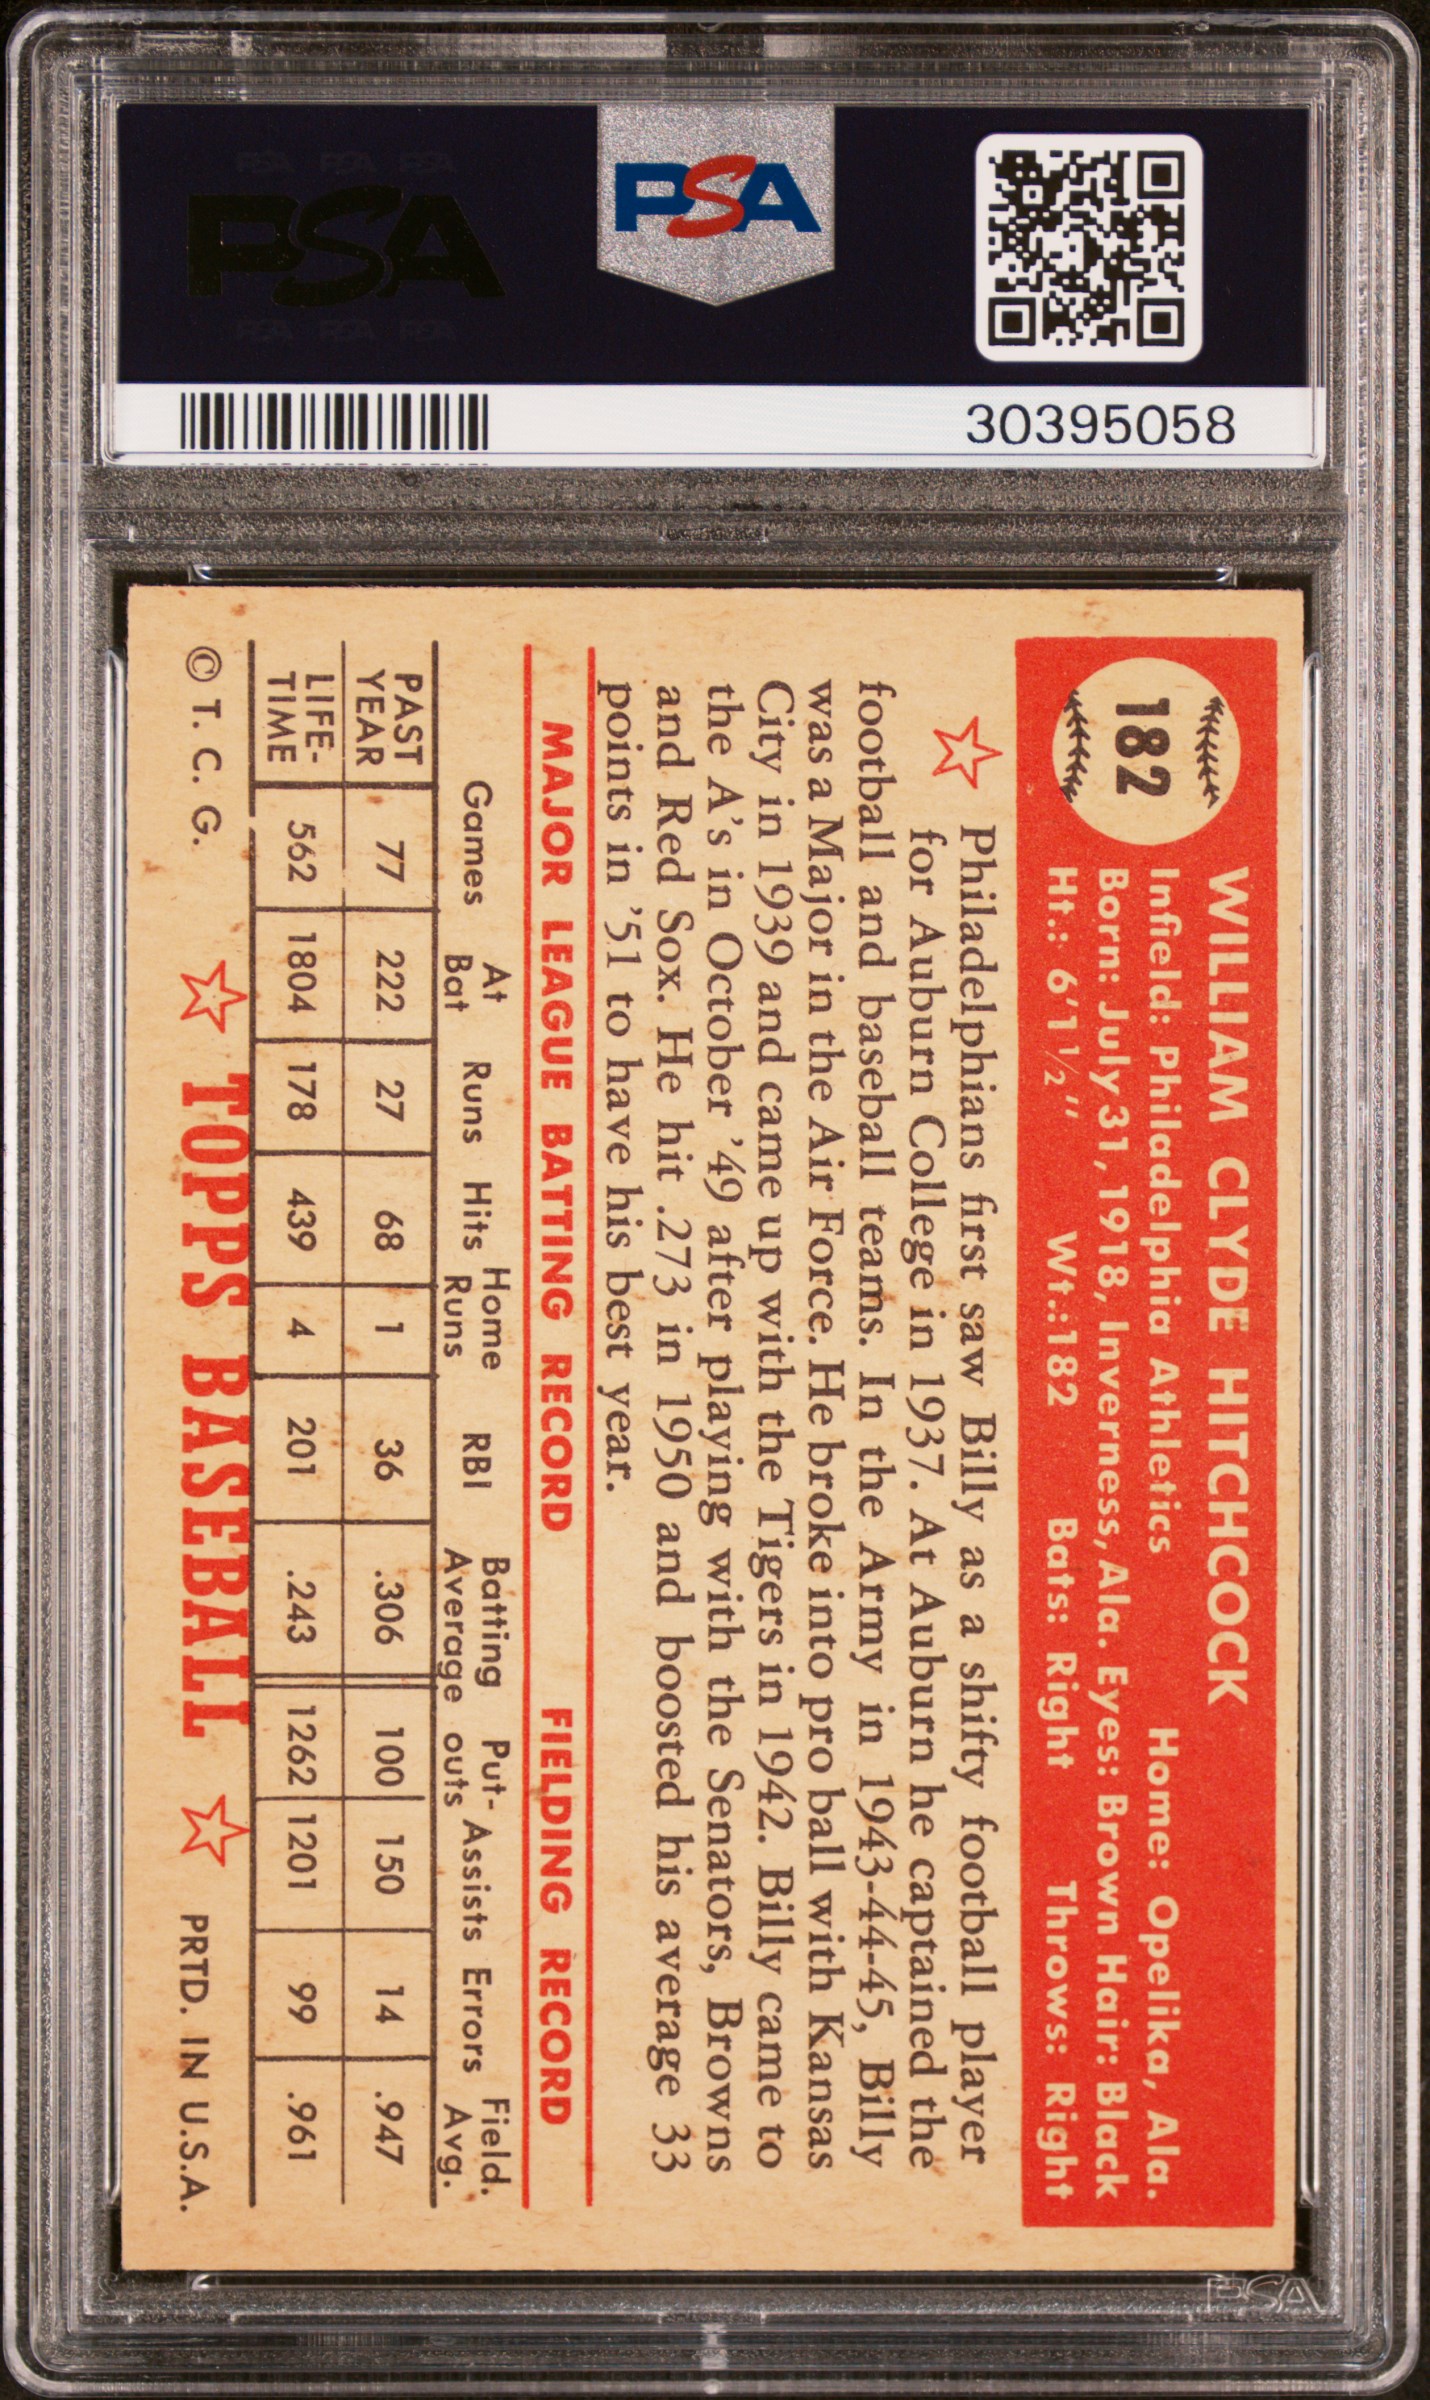 PSA PSA PSA
PSA
PSA PSA PSA
PSA
30395058
182
WILLIAM CLYDE HITCHCOCK
Infield: Philadelphia Athletics Home: Opelika, Ala.
Born: July 31, 1918, Inverness, Ala. Eyes: Brown Hair: Black
Ht.: 6'1½" Wt.:182 Bats: Right Throws: Right
Philadelphians first saw Billy as a shifty football player
for Auburn College in 1937. At Auburn he captained the
football and baseball teams. In the Army in 1943-44-45, Billy
was a Major in the Air Force. He broke into pro ball with Kansas
City in 1939 and came up with the Tigers in 1942. Billy came to
the A's in October '49 after playing with the Senators, Browns
and Red Sox. He hit .273 in 1950 and boosted his average 33
points in '51 to have his best year.
MAJOR LEAGUE BATTING RECORD FIELDING RECORD
Games At Bat Runs Hits Home Runs RBI Batting Average Put-outs Assists Errors Field. Avg.
PAST YEAR 77 222 27 68 1 36 .306 100 150 14 .947
LIFE-TIME 562 1804 178 439 4 201 .243 1262 1201 99 .961
© T. C. G. TOPPS BASEBALL PRTD. IN U.S.A.
PSA